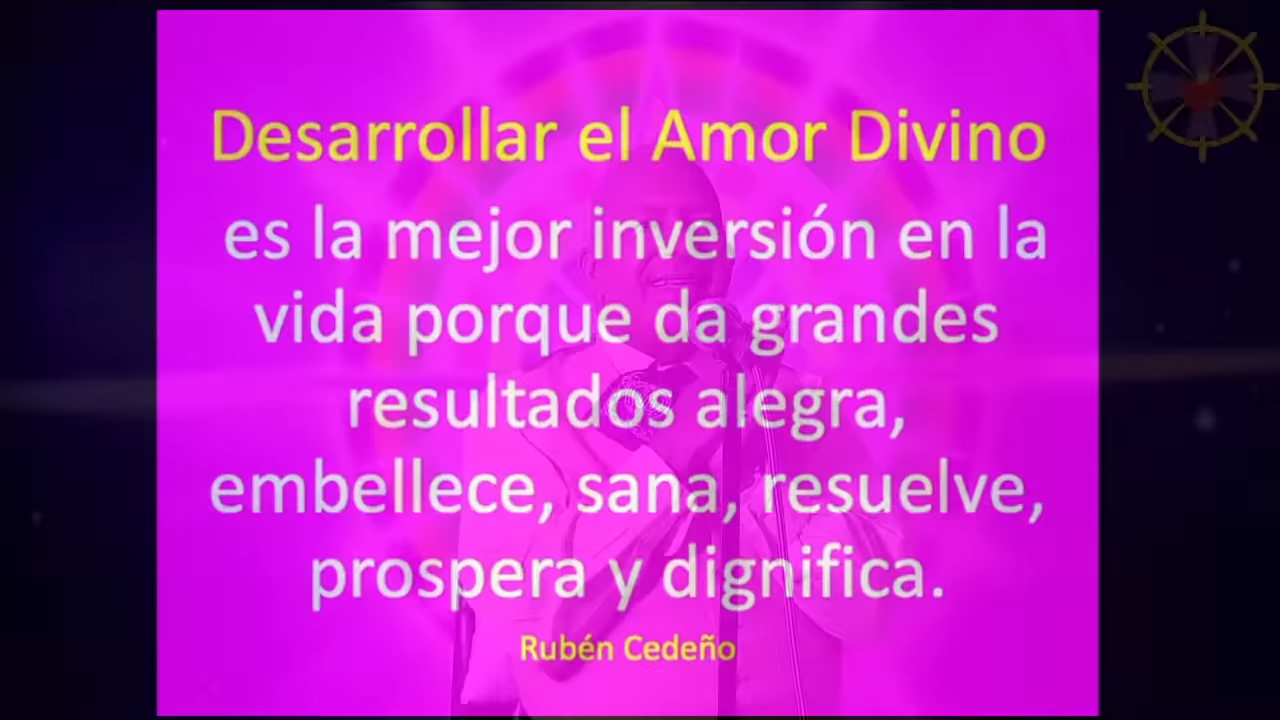 Desarrollar el Amor Divino
es la mejor inversión en la
vida porque da grandes
resultados alegra,
embellece, sana, resuelve,
prospera y dignifica.
Rubén Cedeño